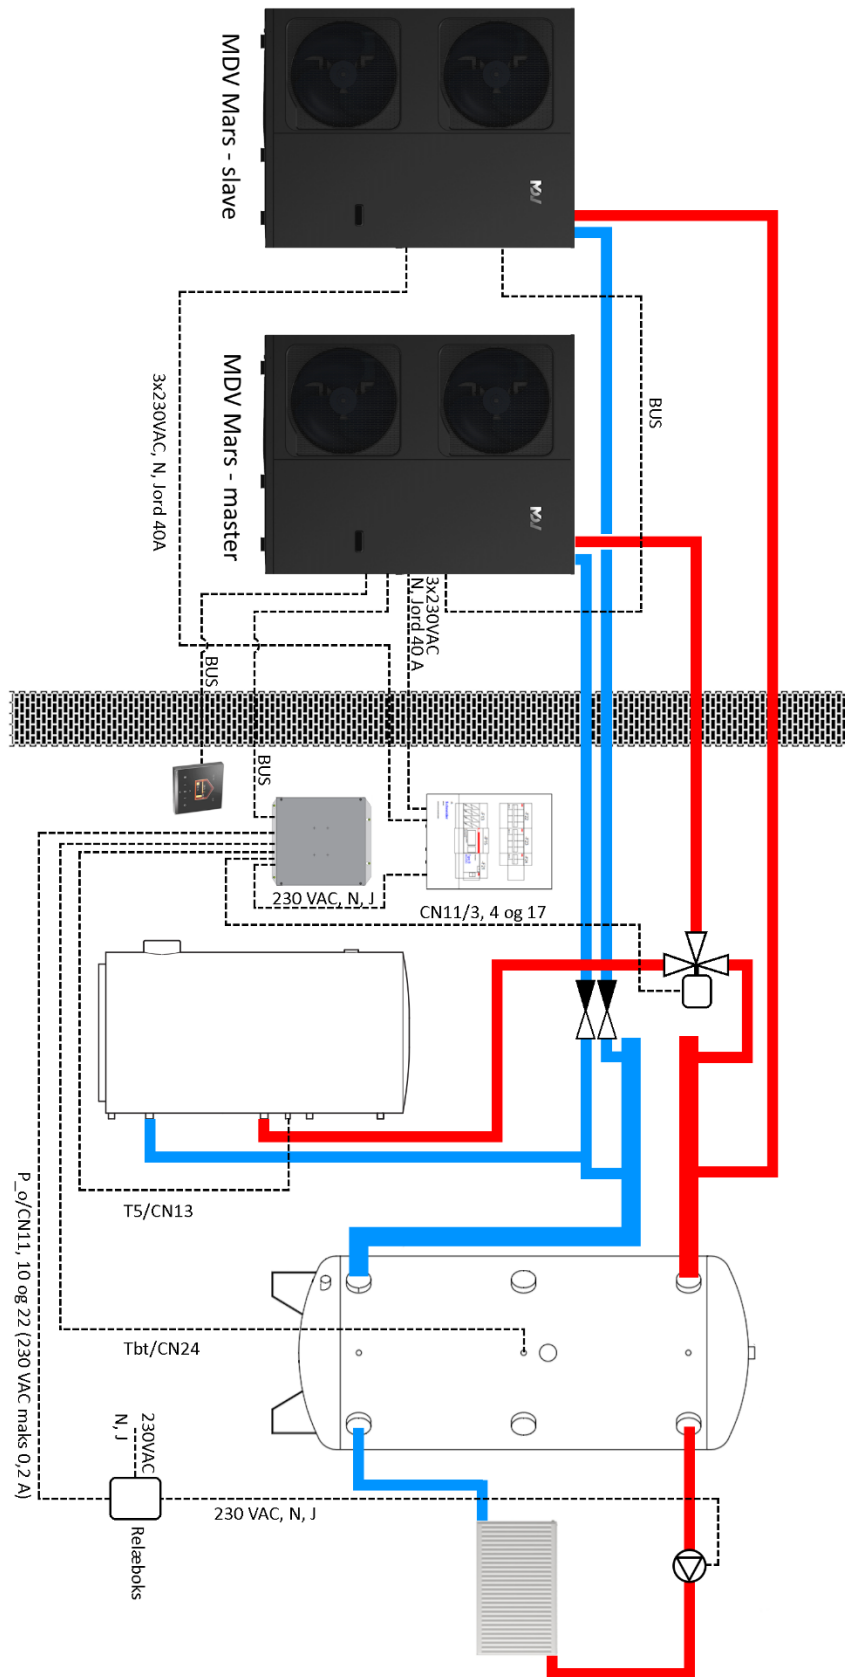 MDV Mars - slave
MDV
BUS
3x230VAC, N, Jord 40A
MDV Mars - master
MDV
3x230VAC
N, Jord 40 A
BUS
BUS
230 VAC, N, J
CN11/3, 4 og 17
T5/CN13
P_o/CN11, 10 og 22 (230 VAC maks 0,2 A)
Tbt/CN24
230VAC
N, J
230 VAC, N, J
Relæboks